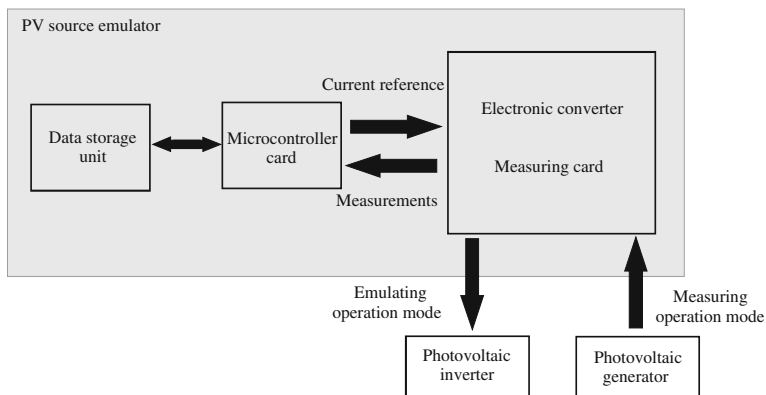 PV source emulator
Current reference
Electronic converter
Data storage
unit
Microcontroller
card
Measuring card
Measurements
Emulating
operation mode
Measuring
operation mode
Photovoltaic
inverter
Photovoltaic
generator